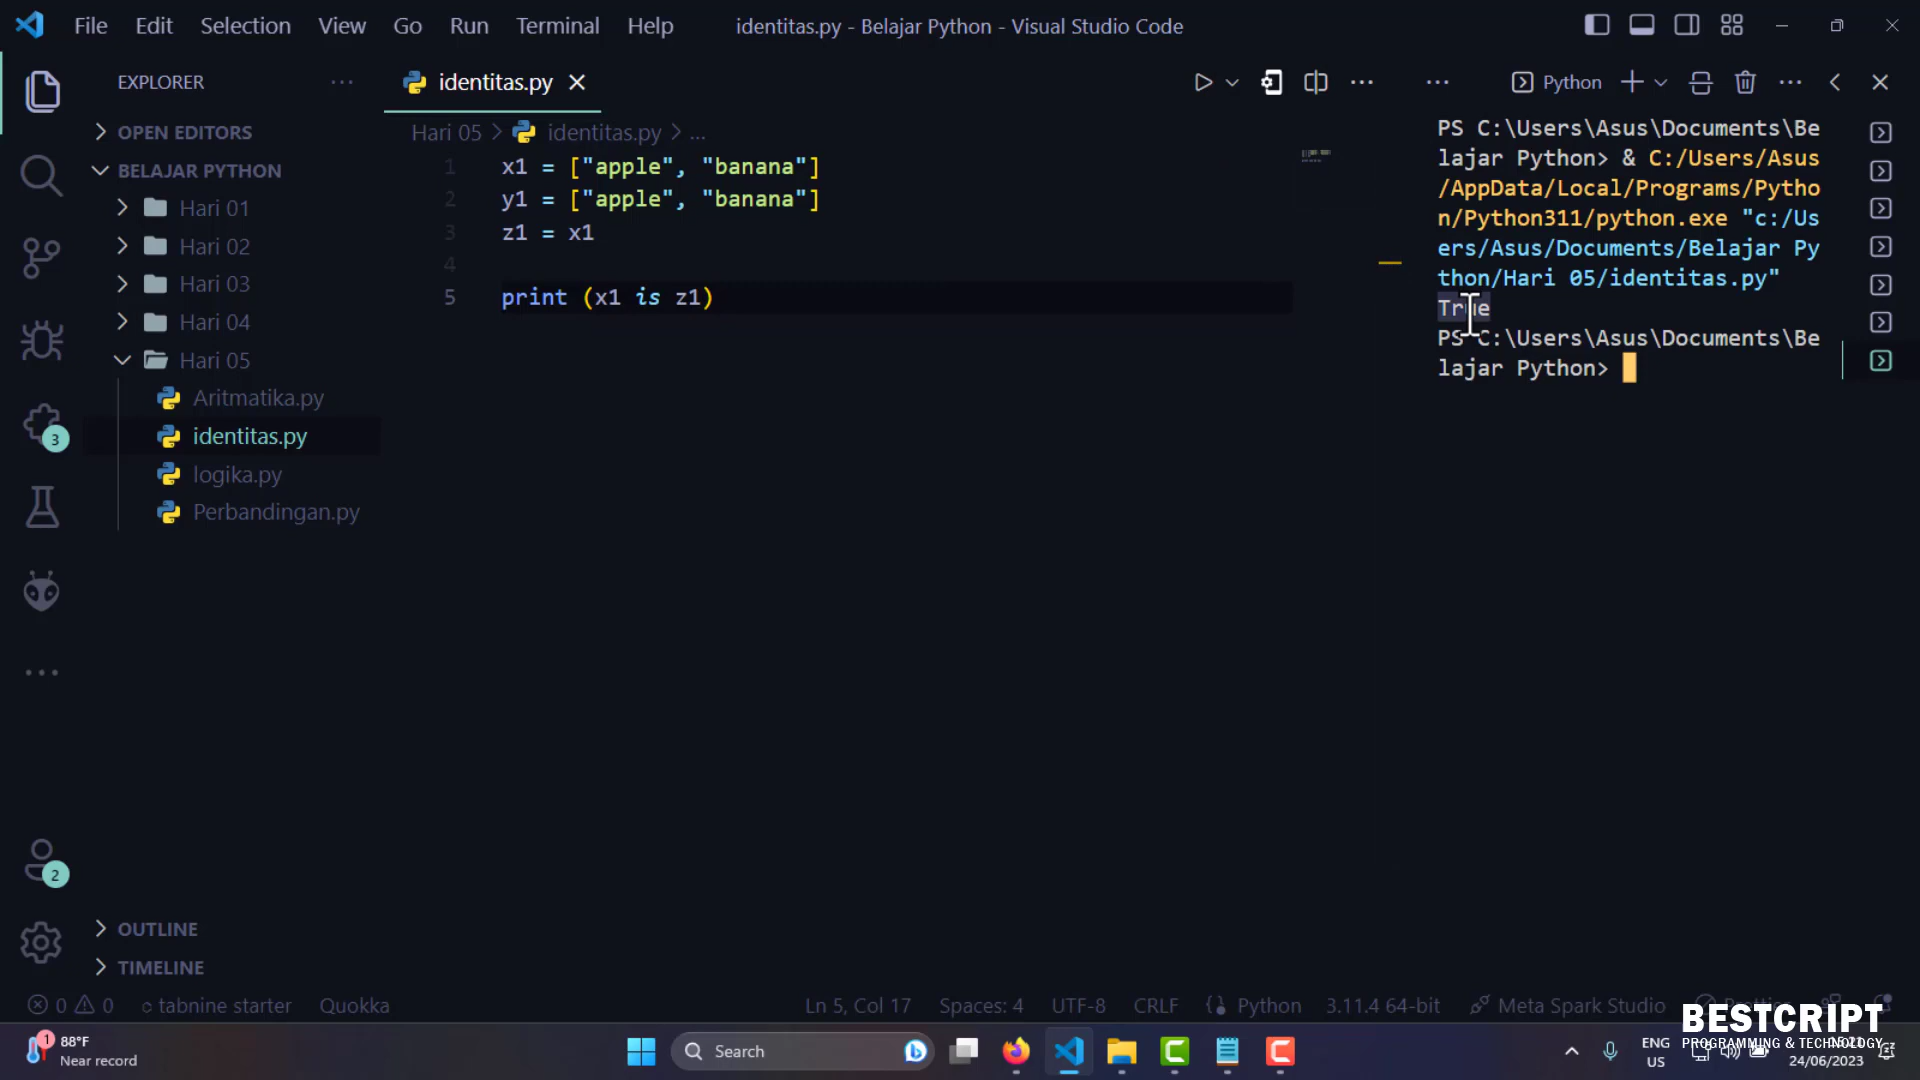 File Edit Selection View Go Run Terminal Help
identitas.py - Belajar Python - Visual Studio Code
EXPLORER
OPEN EDITORS
BELAJAR PYTHON
Hari 01
Hari 02
Hari 03
Hari 04
Hari 05
Aritmatika.py
identitas.py
logika.py
Perbandingan.py
OUTLINE
TIMELINE
identitas.py
Hari 05 > identitas.py > ...
1 x1 = ["apple", "banana"]
2 y1 = ["apple", "banana"]
3 z1 = x1
4
5 print (x1 is z1)
Python
PS C:\Users\Asus\Documents\Be
lajar Python> & C:/Users/Asus
/AppData/Local/Programs/Pytho
n/Python311/python.exe "c:/Us
ers/Asus/Documents/Belajar Py
thon/Hari 05/identitas.py"
True
PS C:\Users\Asus\Documents\Be
lajar Python>
3
2
0 0 tabnine starter Quokka
Ln 5, Col 17 Spaces: 4 UTF-8 CRLF Python 3.11.4 64-bit Meta Spark Studio
BESTCRIPT
PROGRAMMING & TECHNOLOGY
1
88°F
Near record
Search
ENG
US
24/06/2023